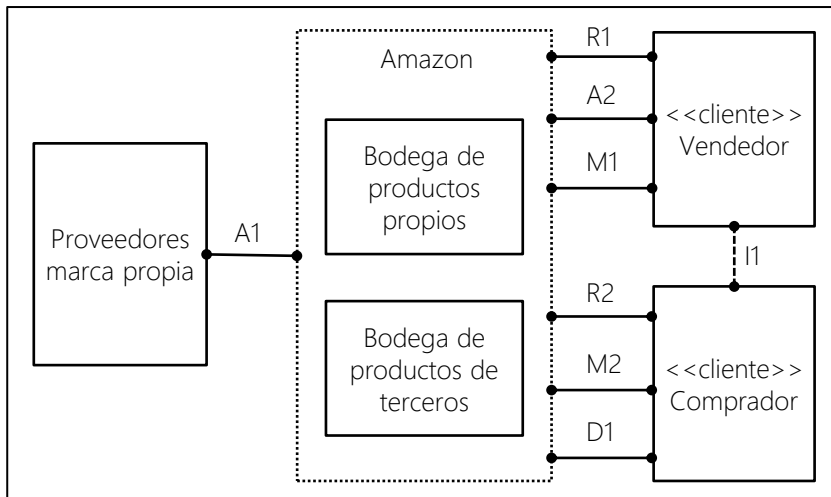 Amazon
Bodega de
productos
propios
Bodega de
productos de
terceros
Proveedores
marca propia
A1
R1
A2
M1
<<cliente>>
Vendedor
I1
R2
M2
D1
<<cliente>>
Comprador